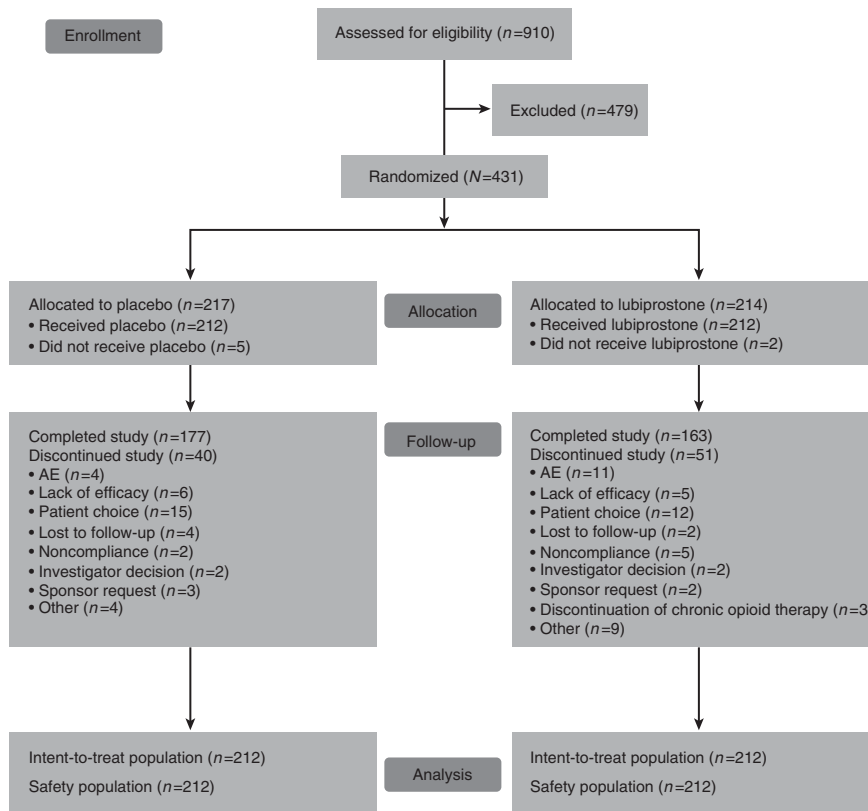 Enrollment
Assessed for eligibility (n=910)
Excluded (n=479)
Randomized (N=431)
Allocated to placebo (n=217)
• Received placebo (n=212)
• Did not receive placebo (n=5)
Allocation
Allocated to lubiprostone (n=214)
• Received lubiprostone (n=212)
• Did not receive lubiprostone (n=2)
Completed study (n=177)
Discontinued study (n=40)
• AE (n=4)
• Lack of efficacy (n=6)
• Patient choice (n=15)
• Lost to follow-up (n=4)
• Noncompliance (n=2)
• Investigator decision (n=2)
• Sponsor request (n=3)
• Other (n=4)
Follow-up
Completed study (n=163)
Discontinued study (n=51)
• AE (n=11)
• Lack of efficacy (n=5)
• Patient choice (n=12)
• Lost to follow-up (n=2)
• Noncompliance (n=5)
• Investigator decision (n=2)
• Sponsor request (n=2)
• Discontinuation of chronic opioid therapy (n=3
• Other (n=9)
Intent-to-treat population (n=212)
Safety population (n=212)
Analysis
Intent-to-treat population (n=212)
Safety population (n=212)